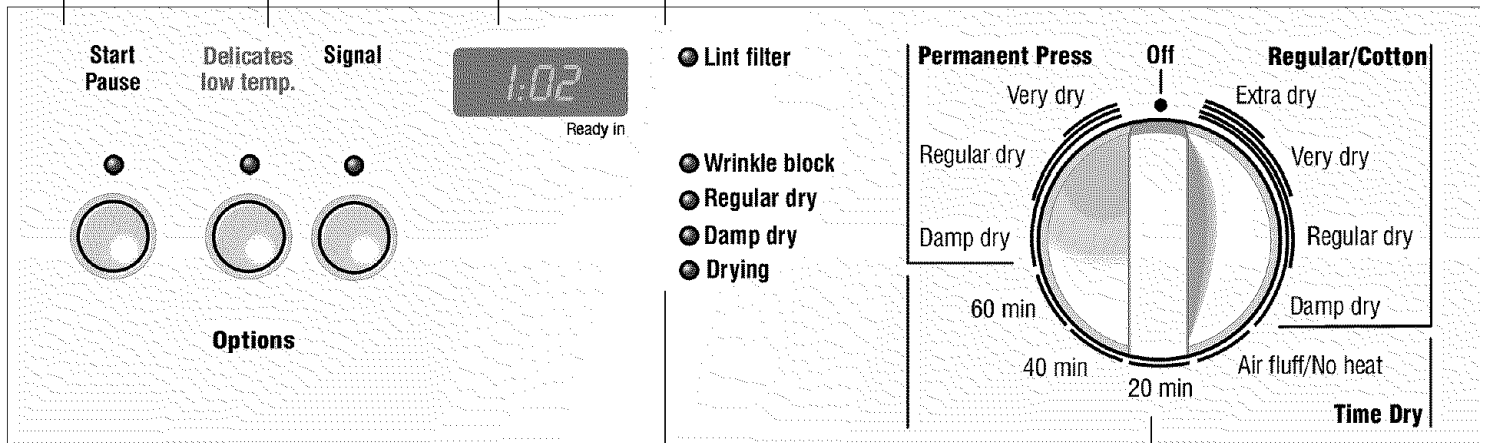 Start
Pause
Delicates
low temp.
Signal
1:02
Ready in
Options
Lint filter
Wrinkle block
Regular dry
Damp dry
Drying
Permanent Press
Off
Regular/Cotton
Very dry
Extra dry
Regular dry
Very dry
Damp dry
Regular dry
60 min
Damp dry
40 min
Air fluff/No heat
20 min
Time Dry